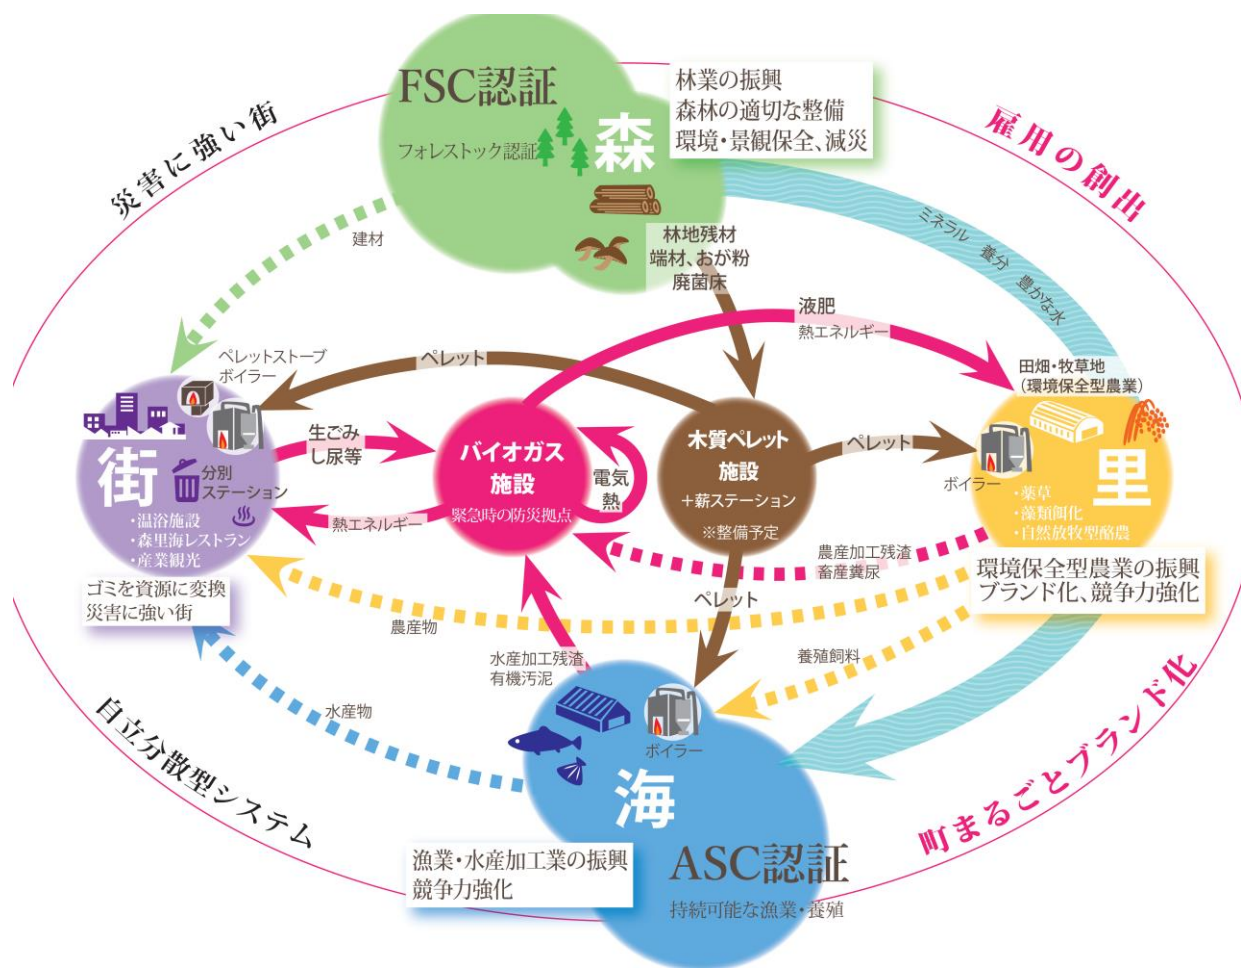 FSC認証
フォレストック認証
森
林業の振興
森林の適切な整備
環境・景観保全、減災
災害に強い街
雇用の創出
建材
林地残材
端材、おが粉
廃菌床
ミネラル 養分 豊かな水
液肥
熱エネルギー
ペレットストーブ
ボイラー
ペレット
田畑・牧草地
（環境保全型農業）
街
分別
ステーション
・温浴施設
・森里海レストラン
・産業観光
ゴミを資源に変換
災害に強い街
生ごみ
し尿等
熱エネルギー
バイオガス
施設
緊急時の防災拠点
電気
熱
木質ペレット
施設
＋薪ステーション
※整備予定
ペレット
ボイラー
里
・薬草
・藻類餌化
・自然放牧型酪農
環境保全型農業の振興
ブランド化、競争力強化
農産加工残渣
畜産糞尿
ペレット
農産物
養殖飼料
水産加工残渣
有機汚泥
水産物
ボイラー
海
ASC認証
持続可能な漁業・養殖
漁業・水産加工業の振興
競争力強化
自立分散型システム
町まるごとブランド化